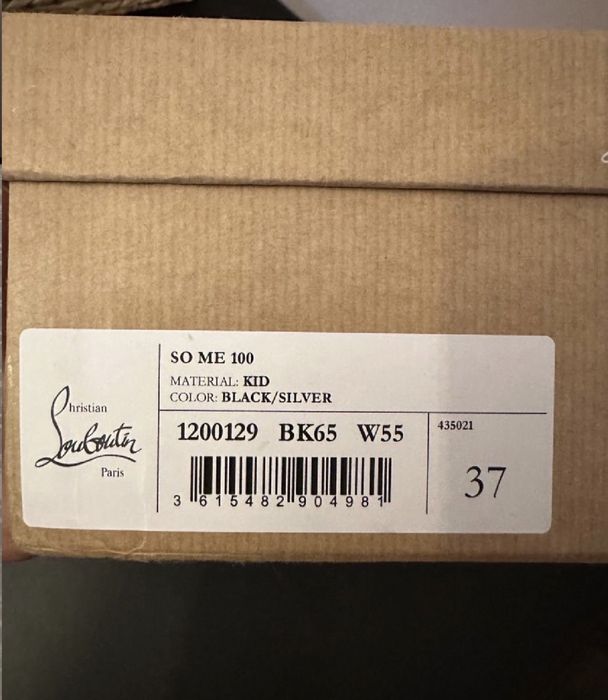 SO ME 100
MATERIAL: KID
COLOR: BLACK/SILVER
Christian
Louboutin
Paris
1200129 BK65 W55
435021
3 615482 904981
37